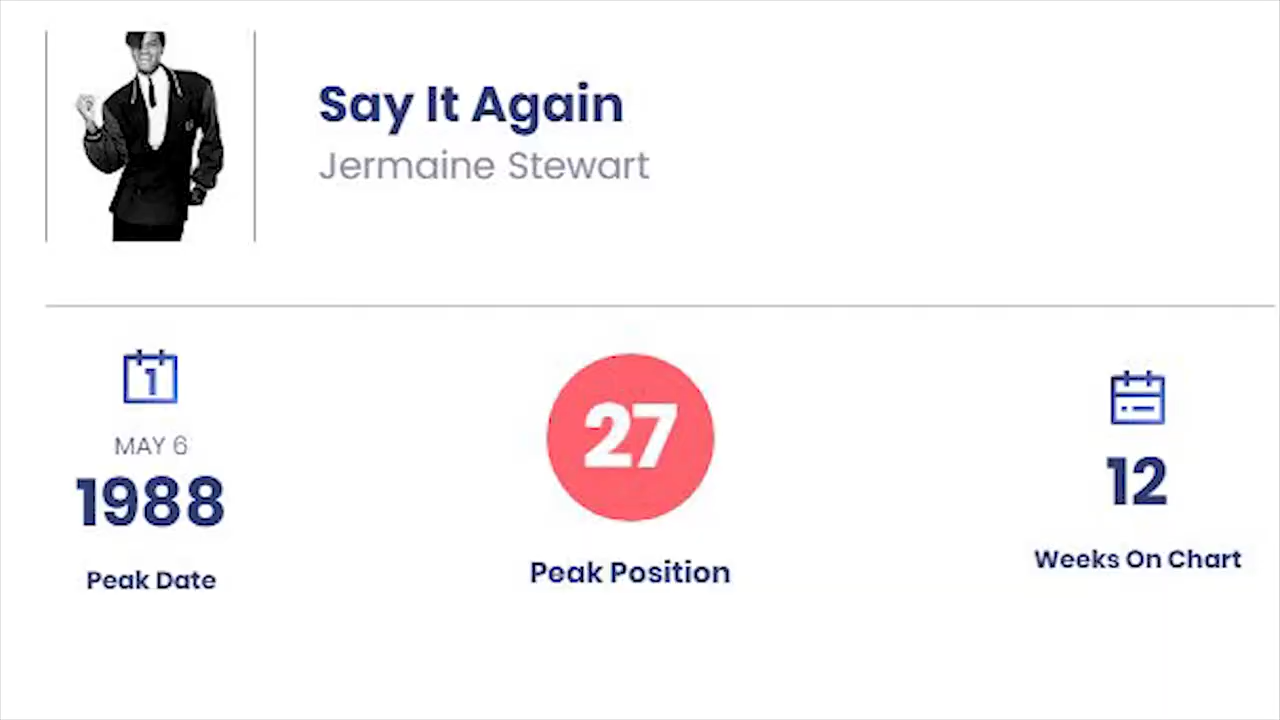 Say It Again
Jermaine Stewart
1
MAY 6
1988
Peak Date
27
Peak Position
12
Weeks On Chart